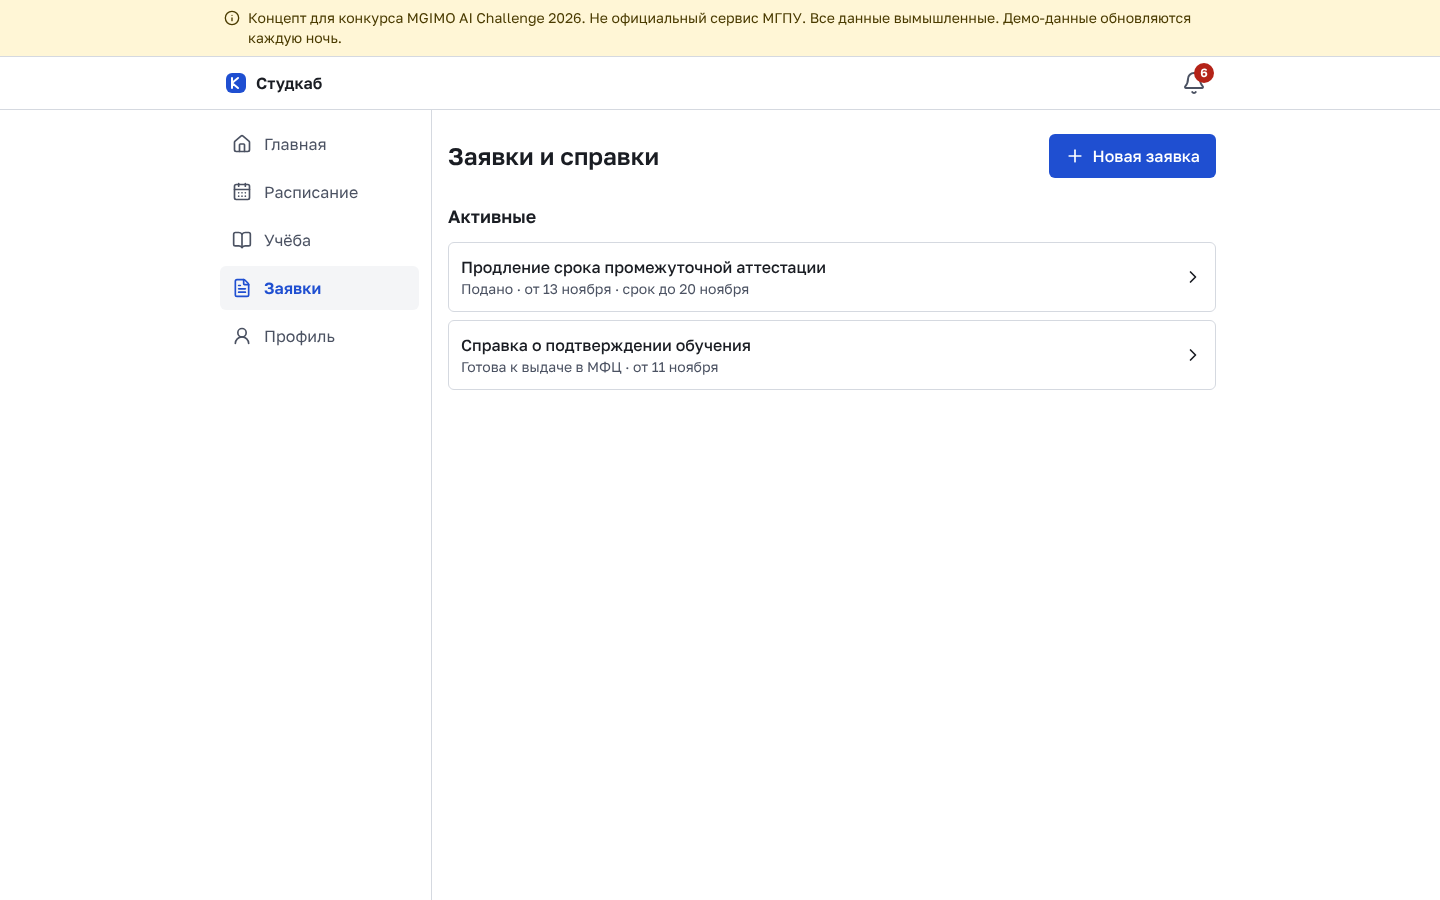 Концепт для конкурса MGIMO AI Challenge 2026. Не официальный сервис МГПУ. Все данные вымышленные. Демо-данные обновляются
каждую ночь.
Студкаб
6
Главная
Расписание
Учёба
Заявки
Профиль
Заявки и справки
Новая заявка
Активные
Продление срока промежуточной аттестации
Подано · от 13 ноября · срок до 20 ноября
Справка о подтверждении обучения
Готова к выдаче в МФЦ · от 11 ноября